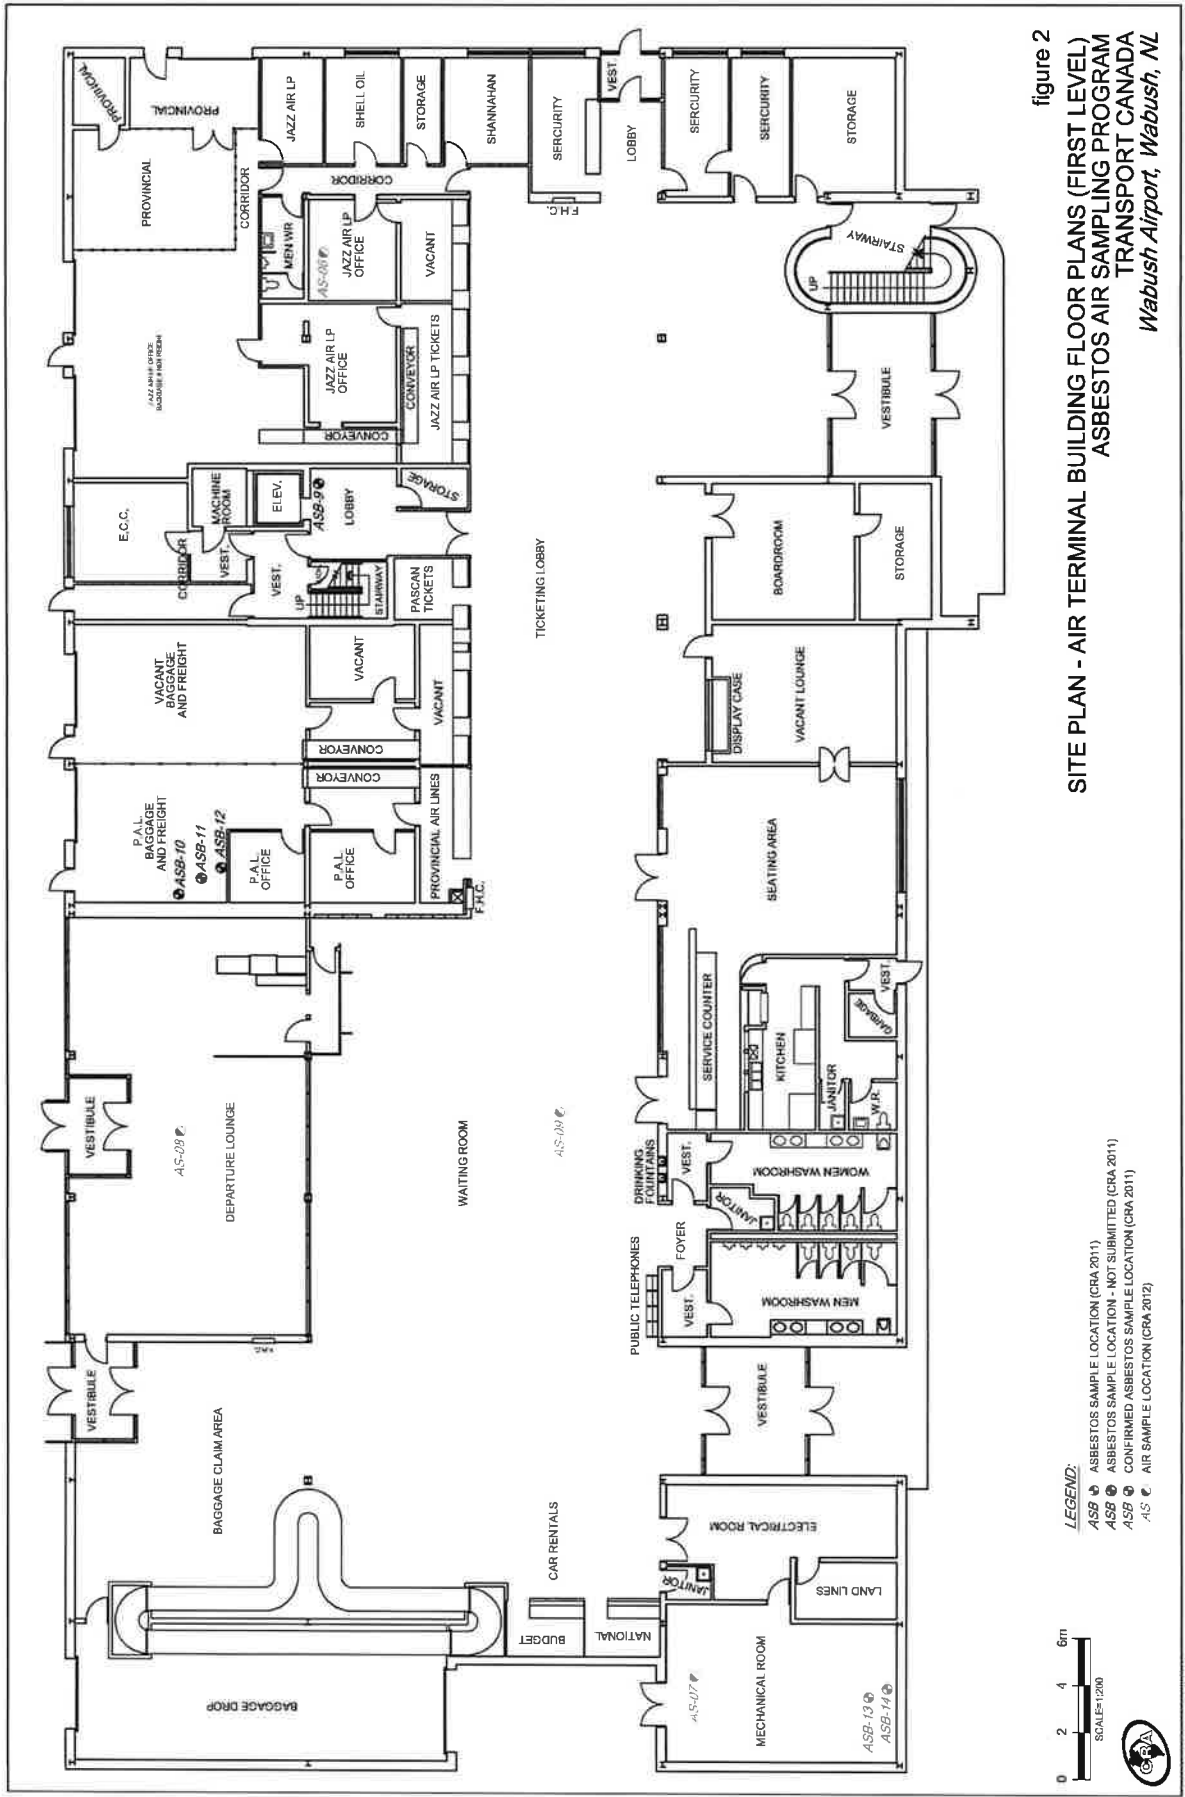 PROVINCIAL
PROVINCIAL
PROVINCIAL
CORRIDOR
JAZZ AIR LP
SHELL OIL
STORAGE
SHANNAHAN
SERCURITY
VEST.
LOBBY
SERCURITY
SERCURITY
STORAGE
CORRIDOR
F.H.C.
MEN WR
AS-06
JAZZ AIR LP
OFFICE
VACANT
STAIRWAY
UP
JAZZ AIR LP OFFICE
JAZZ AIR LP
OFFICE
CONVEYOR
CONVEYOR
JAZZ AIR LP TICKETS
VESTIBULE
E.C.C.
MACHINE
ROOM
ELEV.
ASB-9
LOBBY
STORAGE
CORRIDOR
VEST.
VEST.
UP
STAIRWAY
PASCAN
TICKETS
TICKETING LOBBY
BOARDROOM
STORAGE
VACANT
BAGGAGE
AND FREIGHT
VACANT
VACANT
CONVEYOR
CONVEYOR
DISPLAY CASE
VACANT LOUNGE
P.A.L.
BAGGAGE
AND FREIGHT
ASB-10
ASB-11
ASB-12
P.A.L.
OFFICE
P.A.L.
OFFICE
PROVINCIAL AIR LINES
F.H.C.
SEATING AREA
SERVICE COUNTER
KITCHEN
VEST.
GARBAGE
JANITOR
W.R.
VESTIBULE
AS-08
DEPARTURE LOUNGE
WAITING ROOM
AS-09
DRINKING
FOUNTAINS
VEST.
WOMEN WASHROOM
JANITOR
FOYER
PUBLIC TELEPHONES
VEST.
MEN WASHROOM
VESTIBULE
F.H.C.
VESTIBULE
BAGGAGE CLAIM AREA
CAR RENTALS
ELECTRICAL ROOM
JANITOR
LAND LINES
BUDGET
NATIONAL
BAGGAGE DROP
AS-07
MECHANICAL ROOM
ASB-13
ASB-14
LEGEND:
ASB ASBESTOS SAMPLE LOCATION (CRA 2011)
ASB ASBESTOS SAMPLE LOCATION - NOT SUBMITTED (CRA 2011)
ASB CONFIRMED ASBESTOS SAMPLE LOCATION (CRA 2011)
AS AIR SAMPLE LOCATION (CRA 2012)
0 2 4 6m
SCALE=1:200
CRA
figure 2
SITE PLAN - AIR TERMINAL BUILDING FLOOR PLANS (FIRST LEVEL)
ASBESTOS AIR SAMPLING PROGRAM
TRANSPORT CANADA
Wabush Airport, Wabush, NL